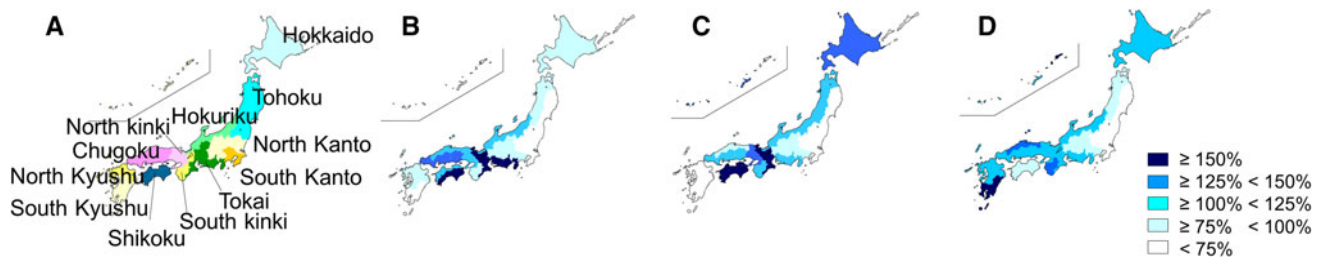 A
B
C
D
Hokkaido
Tohoku
Hokuriku
North kinki
Chugoku
North Kanto
North Kyushu
South Kanto
Tokai
South Kyushu
South kinki
Shikoku
≥ 150%
≥ 125% < 150%
≥ 100% < 125%
≥ 75% < 100%
< 75%